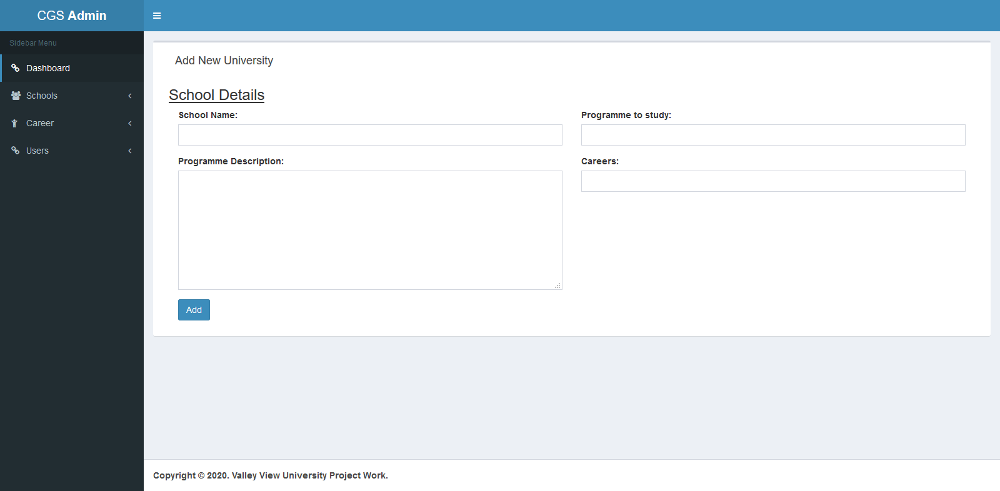 CGS Admin
Sidebar Menu
Dashboard
Schools
Career
Users
Add New University
School Details
School Name:
Programme to study:
Programme Description:
Careers:
Add
Copyright © 2020. Valley View University Project Work.